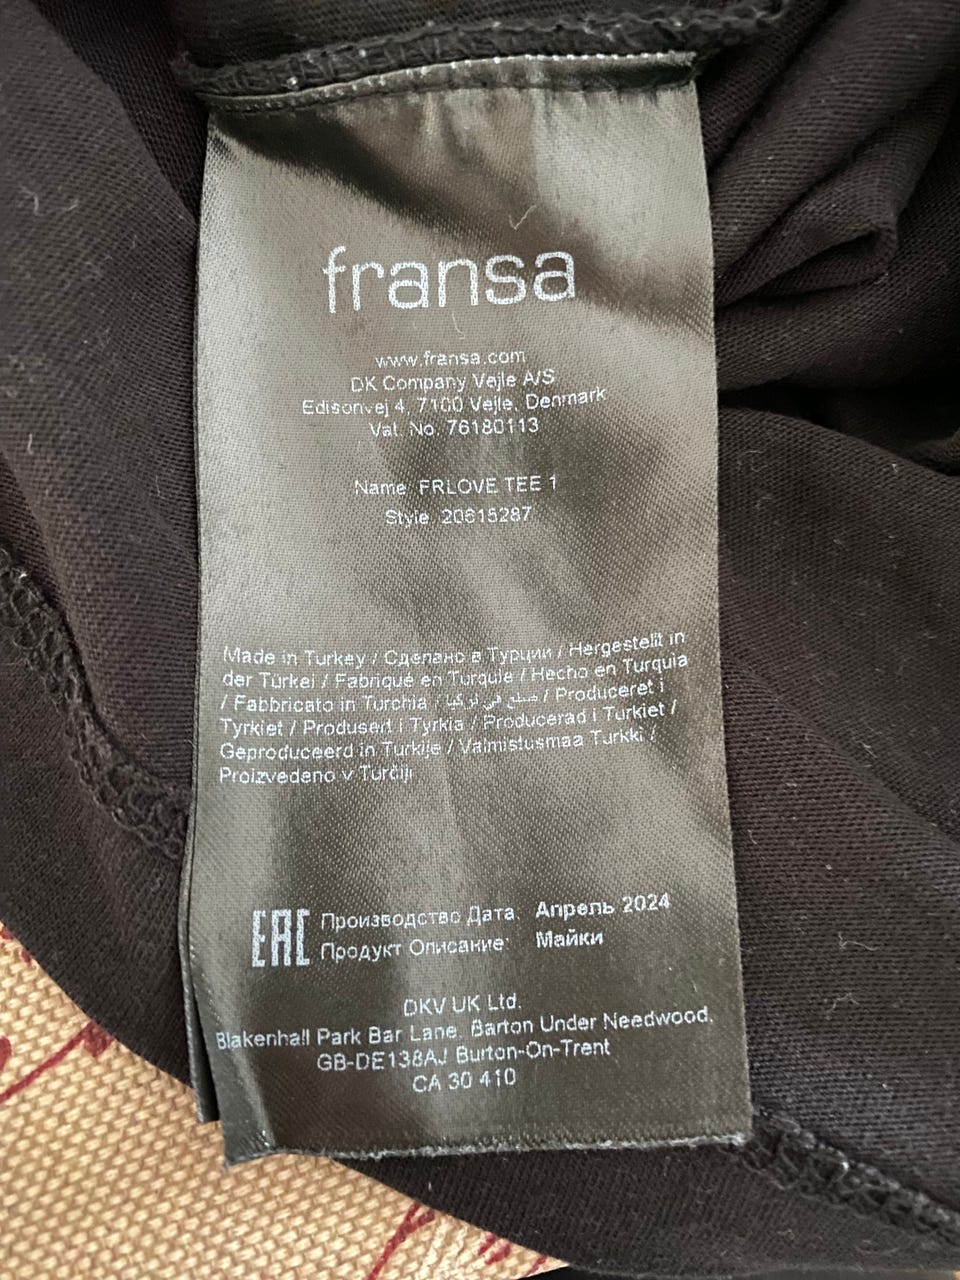 fransa
www.fransa.com
DK Company Vejle A/S
Edisonvej 4, 7100 Vejle, Denmark
Vat. No. 76180113
Name: FRLOVE TEE 1
Style: 20615287
Made in Turkey / Сделано в Турции / Hergestellt in
der Türkei / Fabriqué en Turquie / Hecho en Turquia
/ Fabbricato in Turchia / صنع في تركيا / Produceret i
Tyrkiet / Produsert i Tyrkia / Producerad i Turkiet /
Geproduceerd in Turkije / Valmistusmaa Turkki /
Proizvedeno v Turčiji
EAC
Производство Дата: Апрель 2024
Продукт Описание: Майки
DKV UK Ltd.
Blakenhall Park Bar Lane, Barton Under Needwood,
GB-DE138AJ Burton-On-Trent
CA 30 410